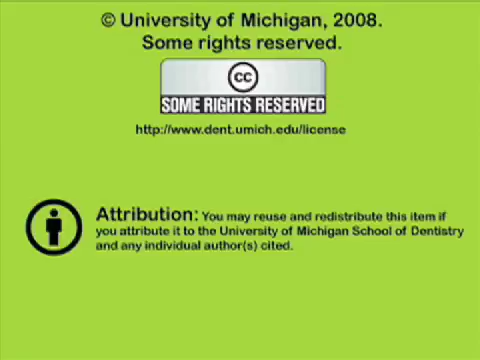 © University of Michigan, 2008.
Some rights reserved.
cc
SOME RIGHTS RESERVED
http://www.dent.umich.edu/license
Attribution: You may reuse and redistribute this item if
you attribute it to the University of Michigan School of Dentistry
and any individual author(s) cited.